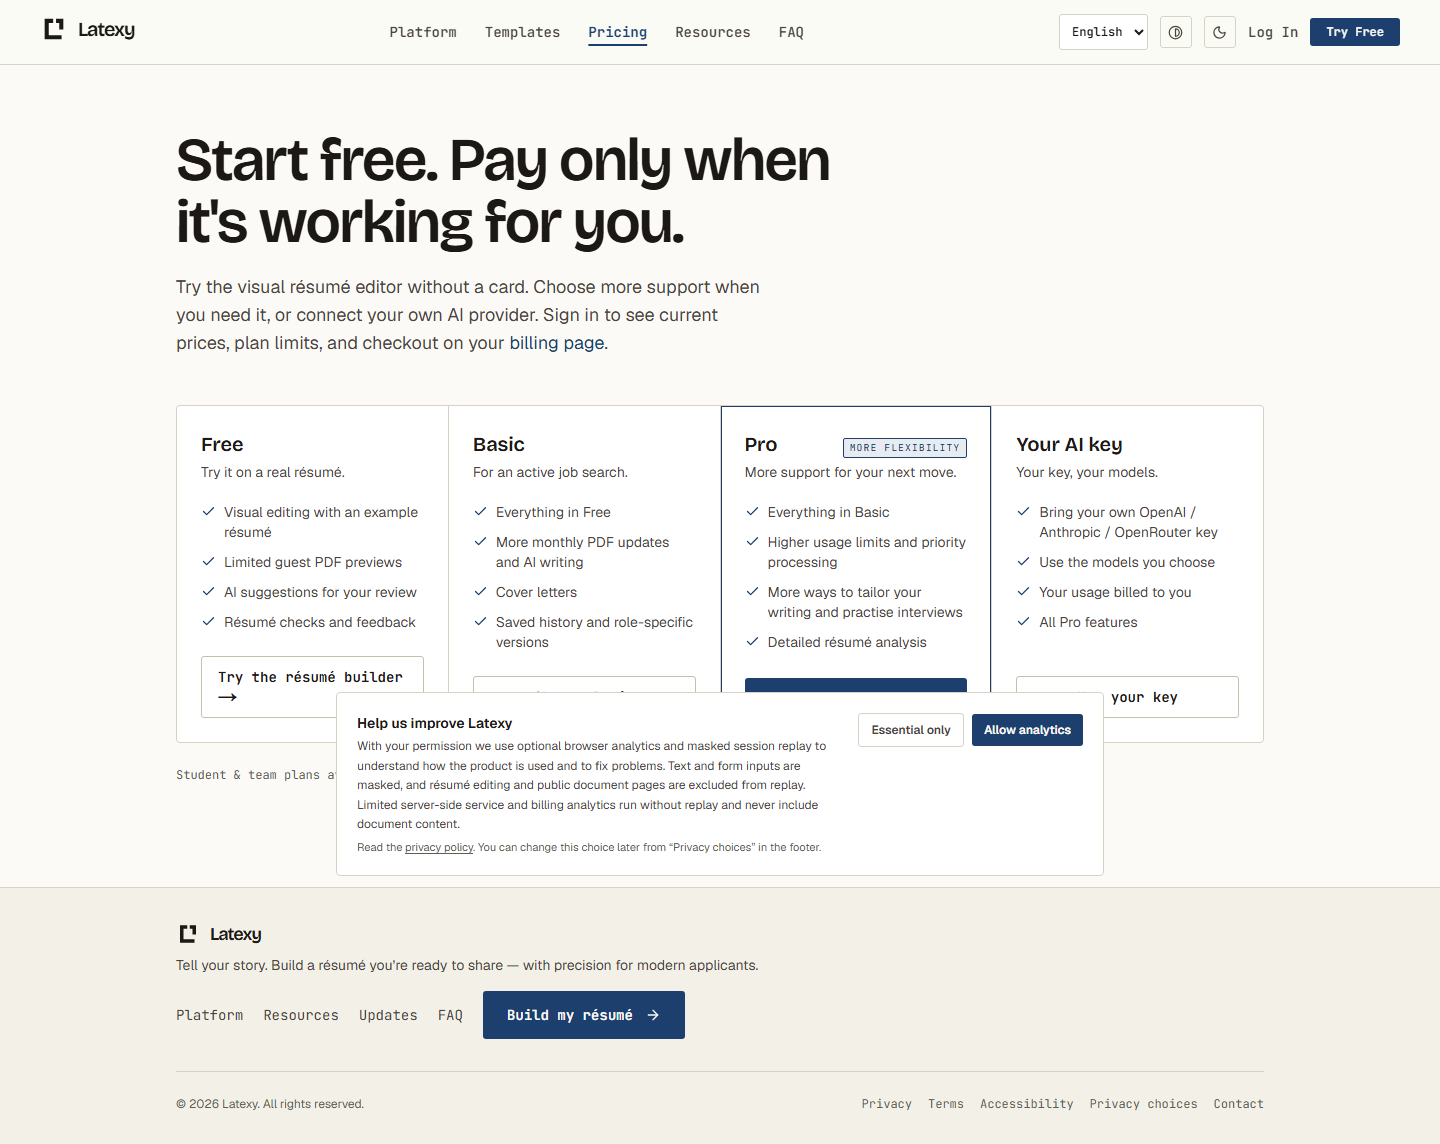 Latexy
Platform
Templates
Pricing
Resources
FAQ
English
Log In
Try Free
Start free. Pay only when
it's working for you.
Try the visual résumé editor without a card. Choose more support when
you need it, or connect your own AI provider. Sign in to see current
prices, plan limits, and checkout on your billing page.
Free
Try it on a real résumé.
Visual editing with an example
résumé
Limited guest PDF previews
AI suggestions for your review
Résumé checks and feedback
Try the résumé builder
→
Basic
For an active job search.
Everything in Free
More monthly PDF updates
and AI writing
Cover letters
Saved history and role-specific
versions
Pro
MORE FLEXIBILITY
More support for your next move.
Everything in Basic
Higher usage limits and priority
processing
More ways to tailor your
writing and practise interviews
Detailed résumé analysis
Your AI key
Your key, your models.
Bring your own OpenAI /
Anthropic / OpenRouter key
Use the models you choose
Your usage billed to you
All Pro features
your key
Student & team plans
Help us improve Latexy
With your permission we use optional browser analytics and masked session replay to
understand how the product is used and to fix problems. Text and form inputs are
masked, and résumé editing and public document pages are excluded from replay.
Limited server-side service and billing analytics run without replay and never include
document content.
Read the privacy policy. You can change this choice later from “Privacy choices” in the footer.
Essential only
Allow analytics
Latexy
Tell your story. Build a résumé you're ready to share — with precision for modern applicants.
Platform
Resources
Updates
FAQ
Build my résumé →
© 2026 Latexy. All rights reserved.
Privacy
Terms
Accessibility
Privacy choices
Contact